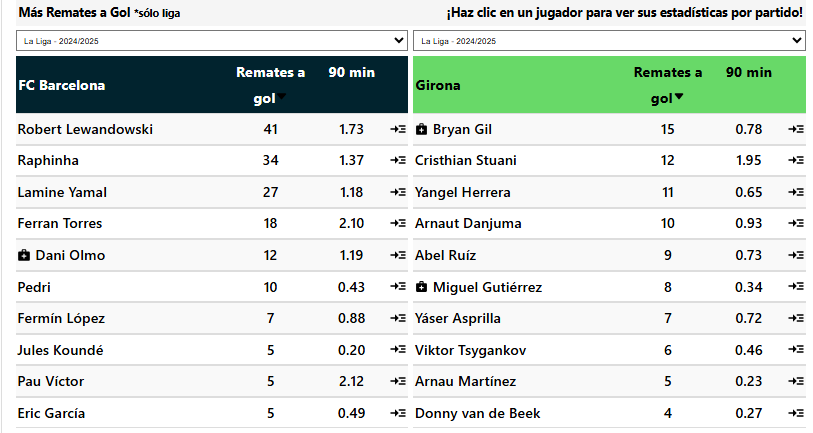 Más Remates a Gol *sólo liga ¡Haz clic en un jugador para ver sus estadísticas por partido!
La Liga - 2024/2025 La Liga - 2024/2025
FC Barcelona Remates a gol 90 min Girona Remates a gol 90 min
Robert Lewandowski 41 1.73 Bryan Gil 15 0.78
Raphinha 34 1.37 Cristhian Stuani 12 1.95
Lamine Yamal 27 1.18 Yangel Herrera 11 0.65
Ferran Torres 18 2.10 Arnaut Danjuma 10 0.93
Dani Olmo 12 1.19 Abel Ruíz 9 0.73
Pedri 10 0.43 Miguel Gutiérrez 8 0.34
Fermín López 7 0.88 Yáser Asprilla 7 0.72
Jules Koundé 5 0.20 Viktor Tsygankov 6 0.46
Pau Víctor 5 2.12 Arnau Martínez 5 0.23
Eric García 5 0.49 Donny van de Beek 4 0.27